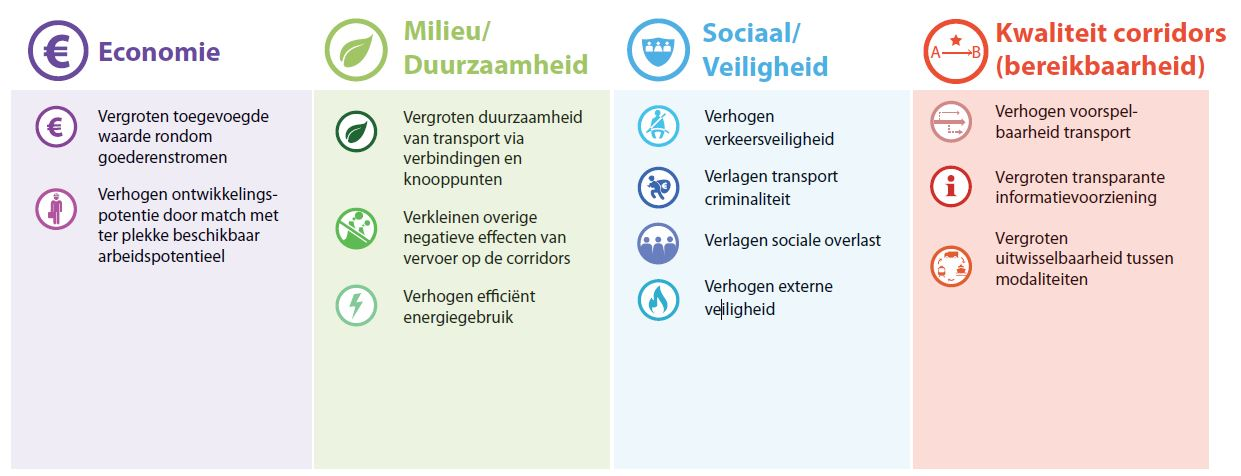 Economie
Vergroten toegevoegde
waarde rondom
goederenstromen
Verhogen ontwikkelings-
potentie door match met
ter plekke beschikbaar
arbeidspotentieel
Milieu/
Duurzaamheid
Vergroten duurzaamheid
van transport via
verbindingen en
knooppunten
Verkleinen overige
negatieve effecten van
vervoer op de corridors
Verhogen efficiënt
energiegebruik
Sociaal/
Veiligheid
Verhogen
verkeersveiligheid
Verlagen transport
criminaliteit
Verlagen sociale overlast
Verhogen externe
veiligheid
A B
Kwaliteit corridors
(bereikbaarheid)
Verhogen voorspel-
baarheid transport
Vergroten transparante
informatievoorziening
Vergroten
uitwisselbaarheid tussen
modaliteiten